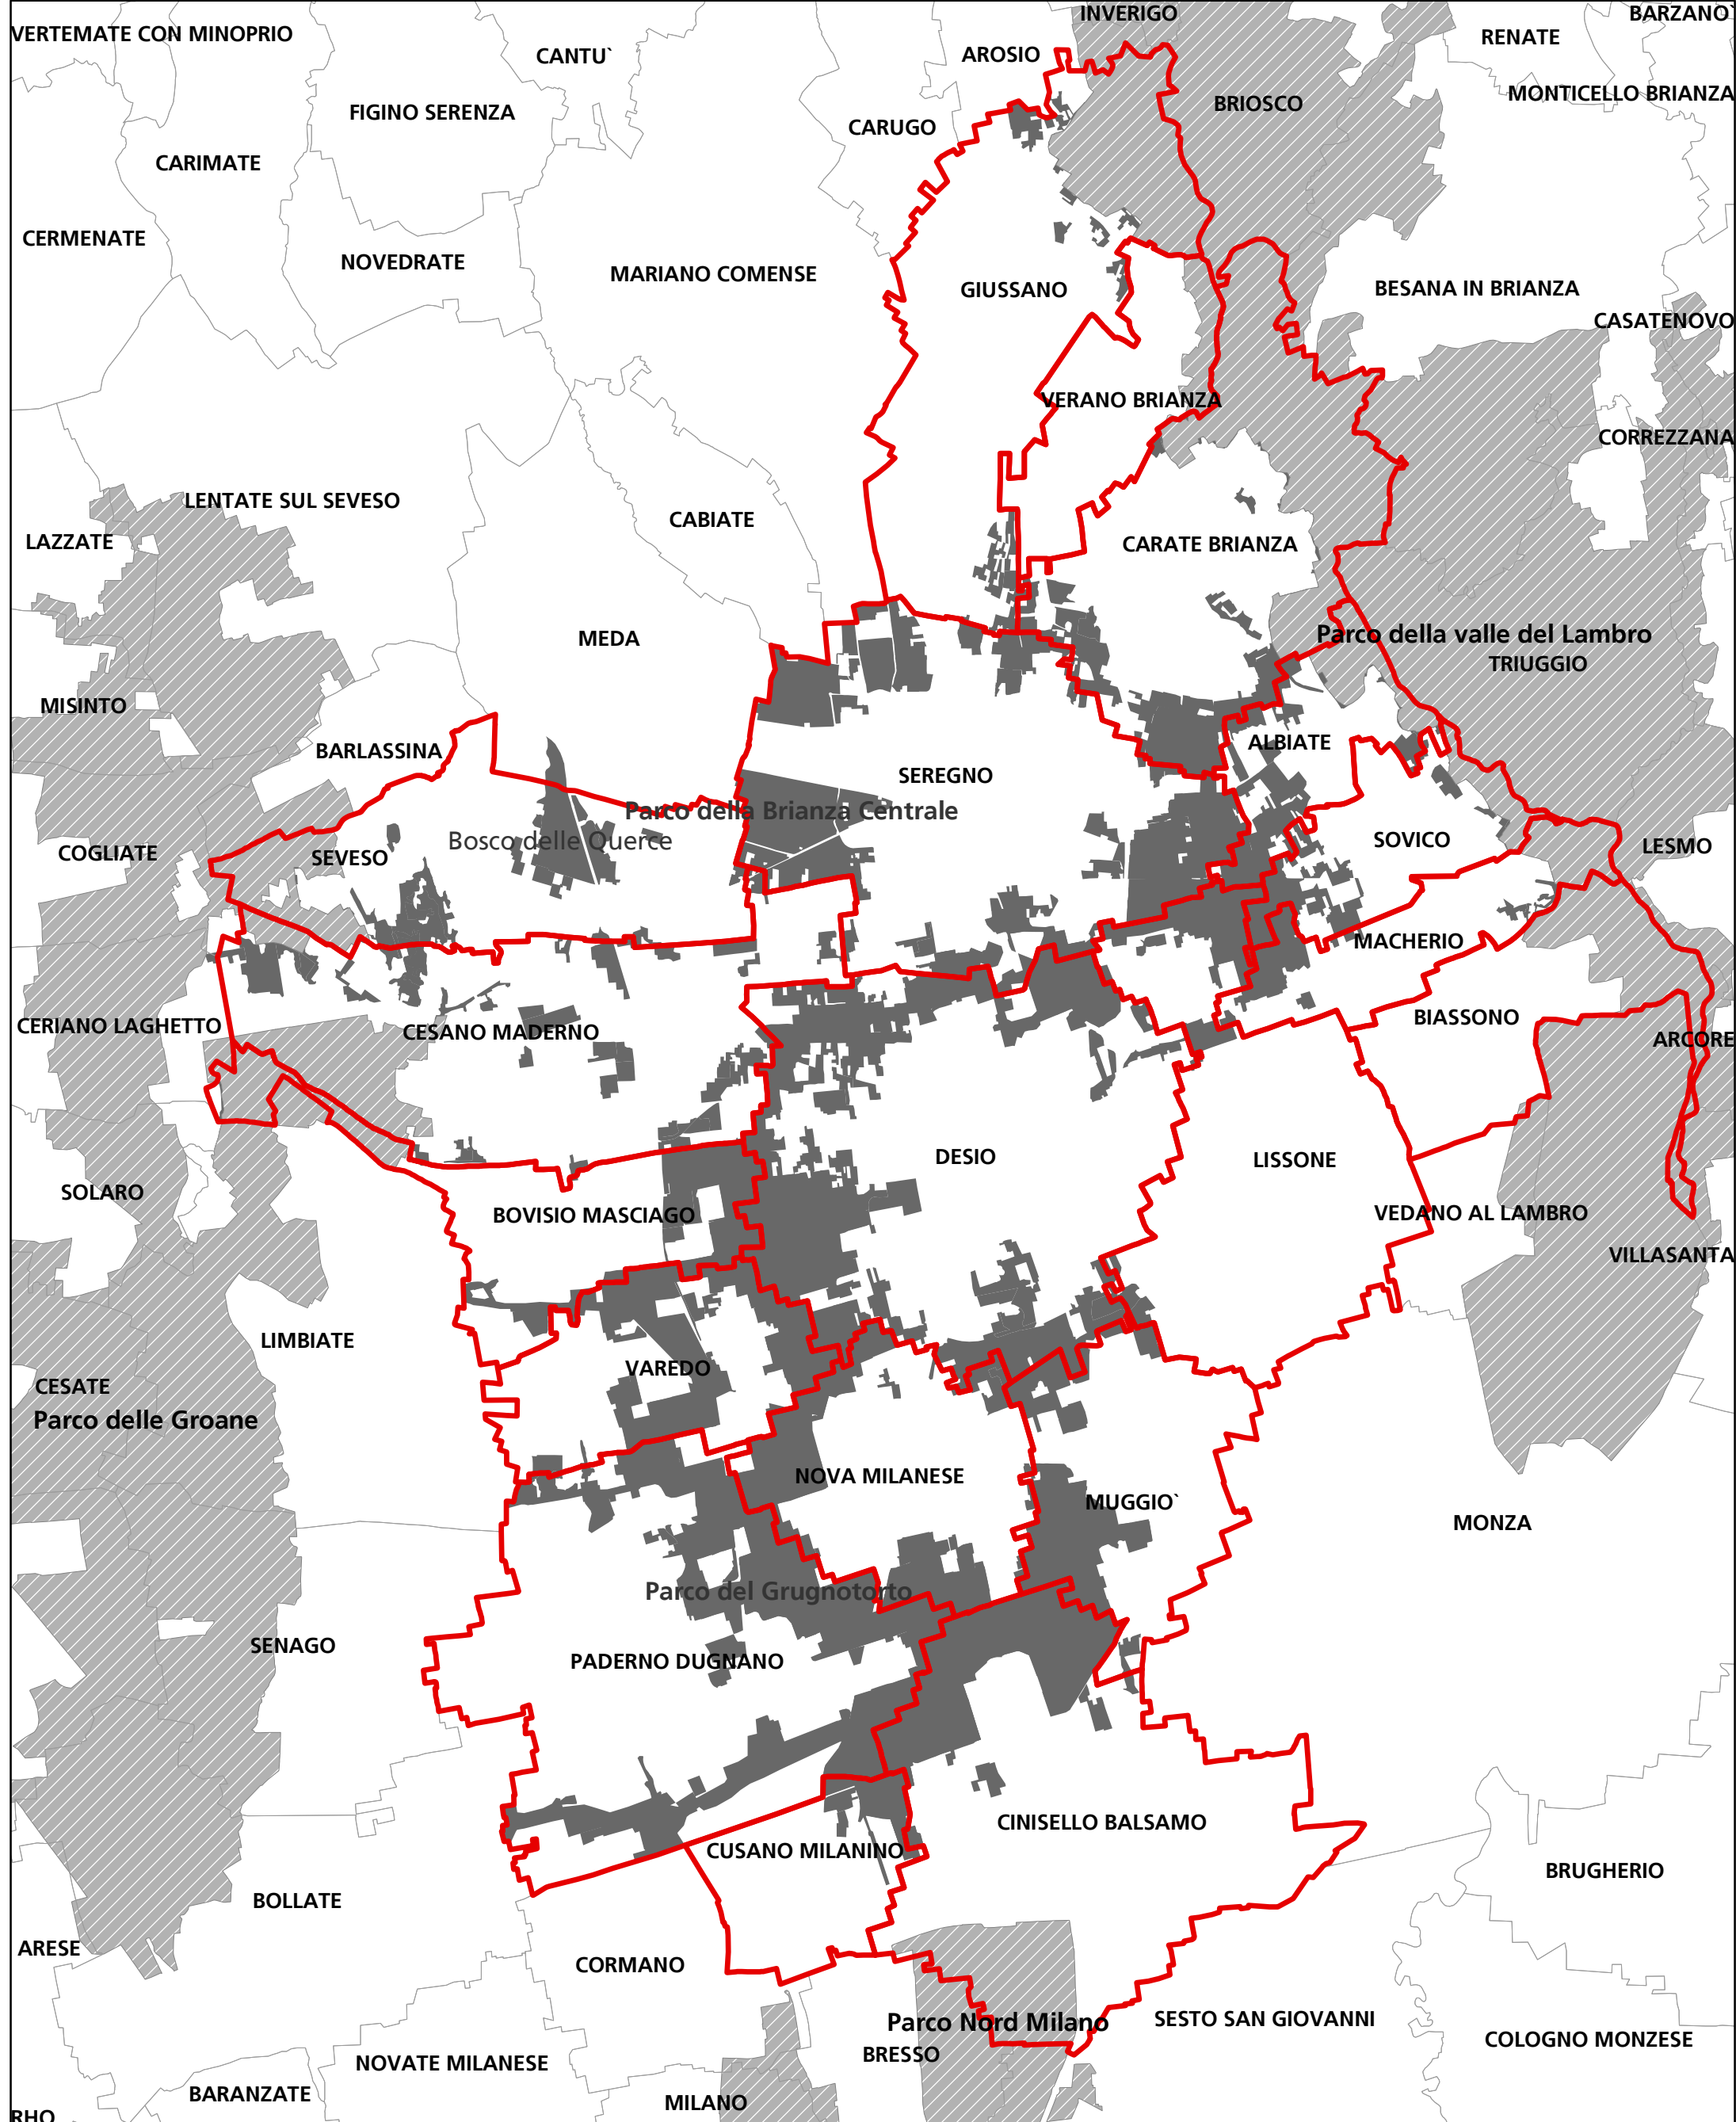 INVERIGO
BARZANO`
VERTEMATE CON MINOPRIO
RENATE
CANTU`
AROSIO
MONTICELLO BRIANZA
BRIOSCO
FIGINO SERENZA
CARUGO
CARIMATE
CERMENATE
NOVEDRATE
MARIANO COMENSE
GIUSSANO
BESANA IN BRIANZA
CASATENOVO
VERANO BRIANZA
CORREZZANA
LENTATE SUL SEVESO
CABIATE
LAZZATE
CARATE BRIANZA
MEDA
Parco della valle del Lambro
TRIUGGIO
MISINTO
BARLASSINA
ALBIATE
SEREGNO
Parco della Brianza Centrale
Bosco delle Querce
SOVICO
LESMO
COGLIATE
SEVESO
MACHERIO
BIASSONO
CERIANO LAGHETTO
CESANO MADERNO
ARCORE
DESIO
LISSONE
SOLARO
BOVISIO MASCIAGO
VEDANO AL LAMBRO
VILLASANTA
LIMBIATE
VAREDO
CESATE
Parco delle Groane
NOVA MILANESE
MUGGIO`
MONZA
Parco del Grugnotorto
SENAGO
PADERNO DUGNANO
CINISELLO BALSAMO
CUSANO MILANINO
BRUGHERIO
BOLLATE
ARESE
CORMANO
Parco Nord Milano
SESTO SAN GIOVANNI
COLOGNO MONZESE
BRESSO
NOVATE MILANESE
BARANZATE
MILANO
RHO